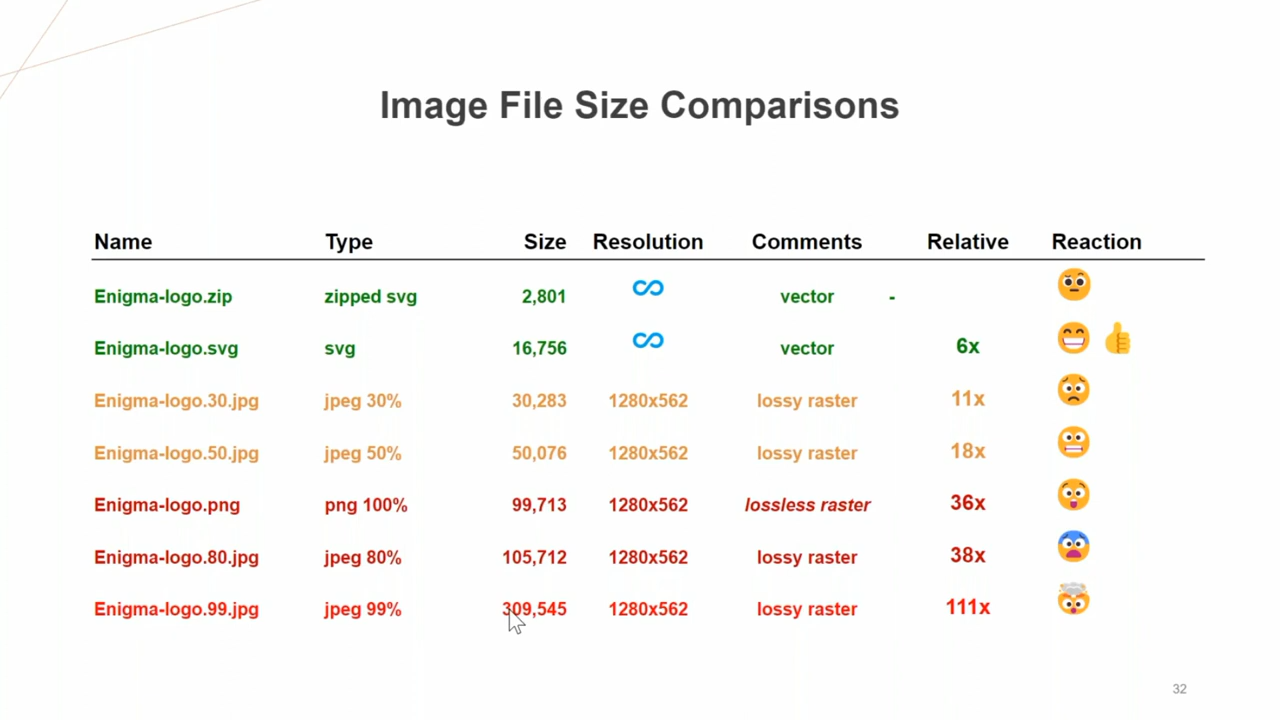 Image File Size Comparisons
Name Type Size Resolution Comments Relative Reaction
Enigma-logo.zip zipped svg 2,801 ∞ vector -
Enigma-logo.svg svg 16,756 ∞ vector 6x
Enigma-logo.30.jpg jpeg 30% 30,283 1280x562 lossy raster 11x
Enigma-logo.50.jpg jpeg 50% 50,076 1280x562 lossy raster 18x
Enigma-logo.png png 100% 99,713 1280x562 lossless raster 36x
Enigma-logo.80.jpg jpeg 80% 105,712 1280x562 lossy raster 38x
Enigma-logo.99.jpg jpeg 99% 309,545 1280x562 lossy raster 111x
32